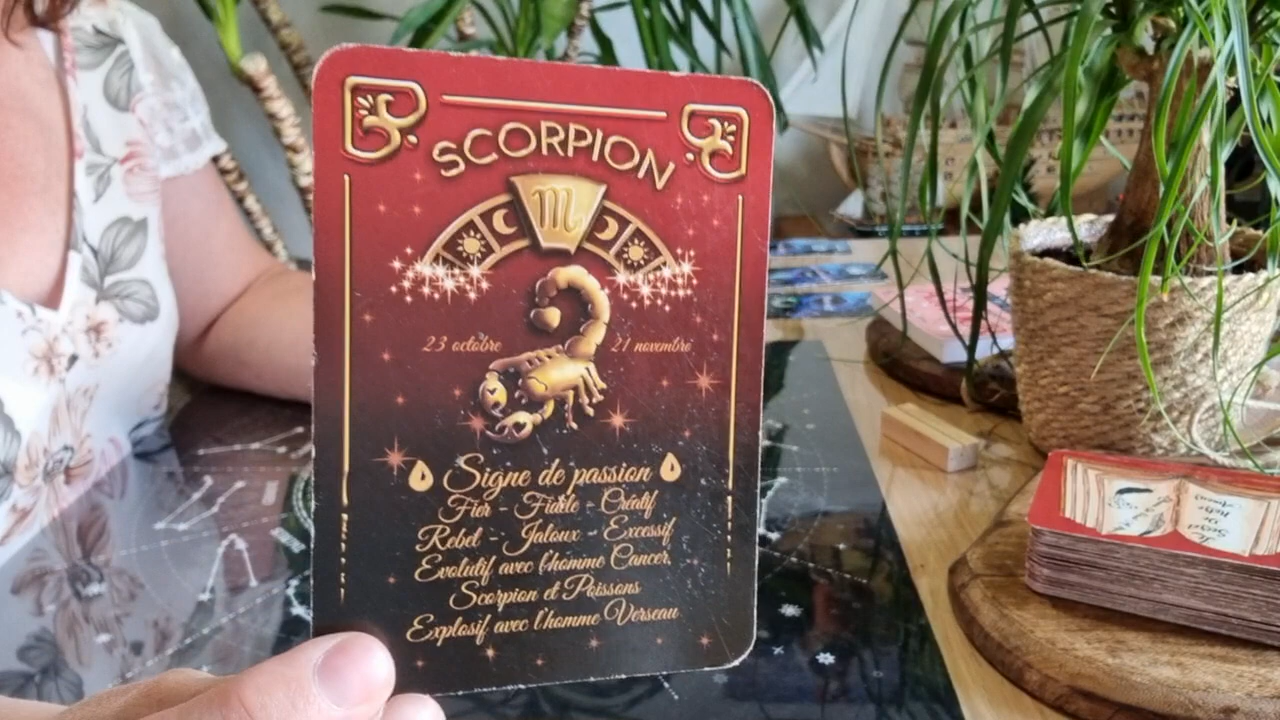 SCORPION
23 octobre
21 novembre
Signe de passion
Fier - Fidèle - Créatif
Rebel - Jaloux - Excessif
Evolutif avec l'homme Cancer,
Scorpion et Poissons
Explosif avec l'homme Verseau